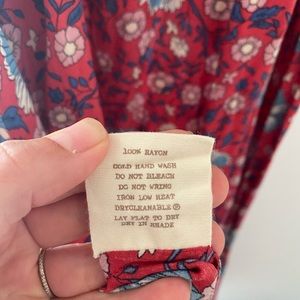 100% RAYON
COLD HAND WASH
DO NOT BLEACH
DO NOT WRING
IRON LOW HEAT
DRYCLEANABLE Ⓟ
LAY FLAT TO DRY
DRY IN SHADE